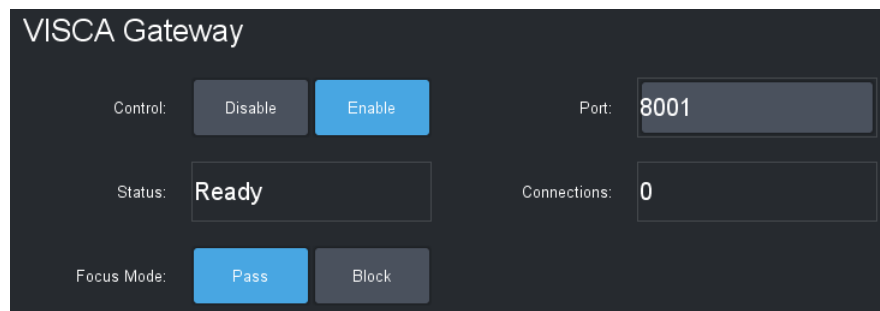 VISCA Gateway
Control: Disable Enable Port: 8001
Status: Ready Connections: 0
Focus Mode: Pass Block